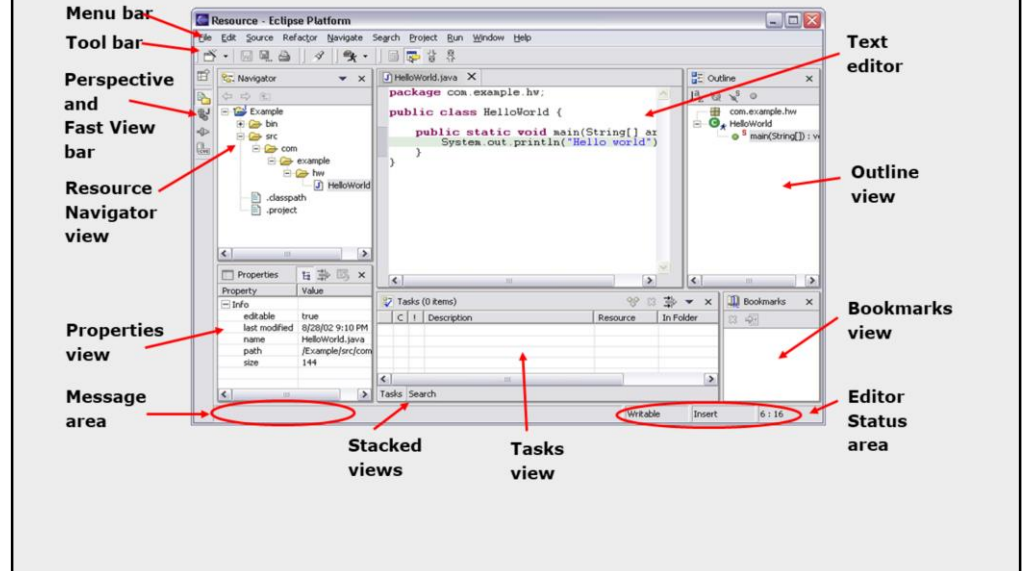 Menu bar
Tool bar
Perspective
and
Fast View
bar
Resource
Navigator
view
Properties
view
Message
area
Resource - Eclipse Platform
File Edit Source Refactor Navigate Search Project Run Window Help
Navigator
Example
bin
src
com
example
hw
HelloWorld
.classpath
.project
HelloWorld.java
package com.example.hw;
public class HelloWorld {
public static void main(String[] ar
System.out.println("Hello world")
}
}
Outline
com.example.hw
HelloWorld
main(String[]) : v
Properties
Property Value
Info
editable true
last modified 8/28/02 9:10 PM
name HelloWorld.java
path /Example/src/com
size 144
Tasks (0 items)
C ! Description Resource In Folder
Tasks Search
Bookmarks
Writable Insert 6 : 16
Text
editor
Outline
view
Bookmarks
view
Editor
Status
area
Stacked
views
Tasks
view